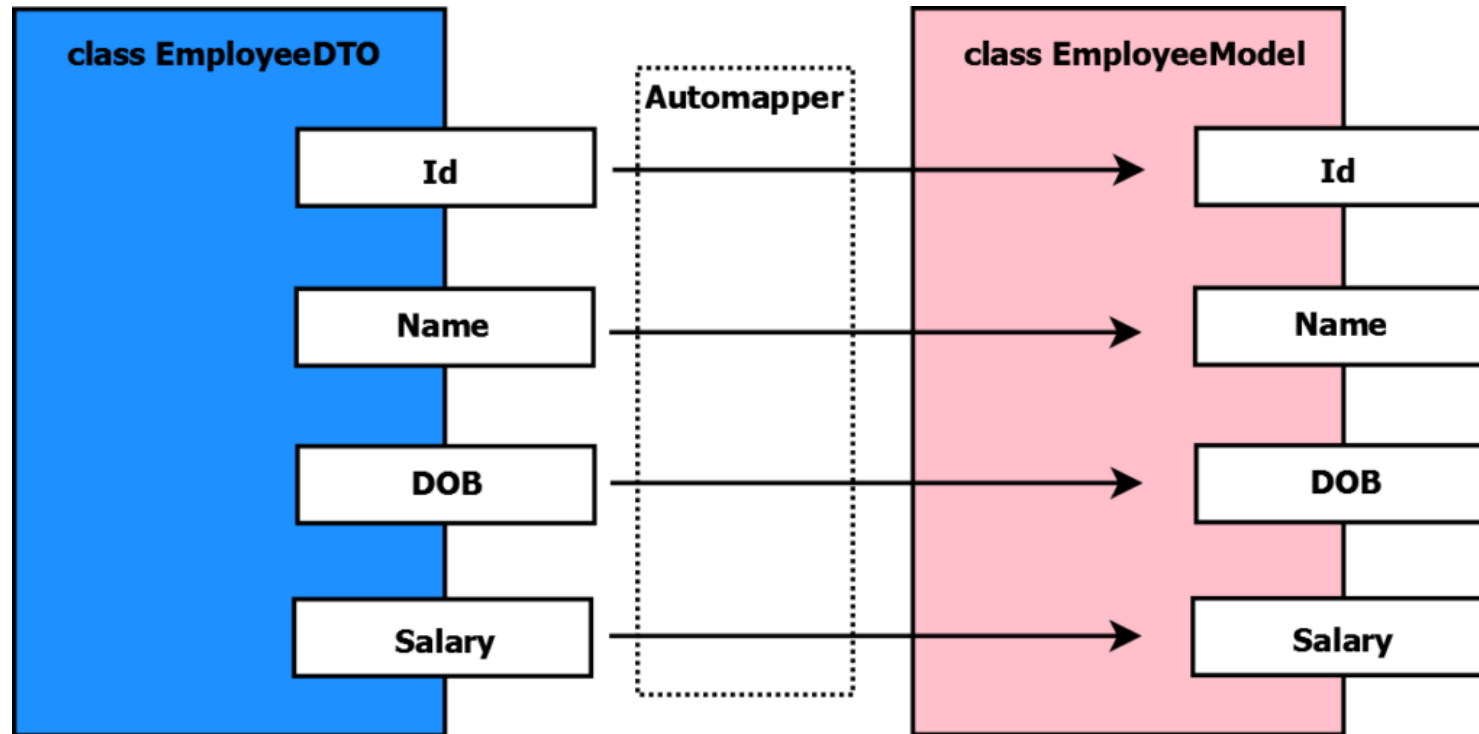 class EmployeeDTO
class EmployeeModel
Automapper
Id
Id
Name
Name
DOB
DOB
Salary
Salary